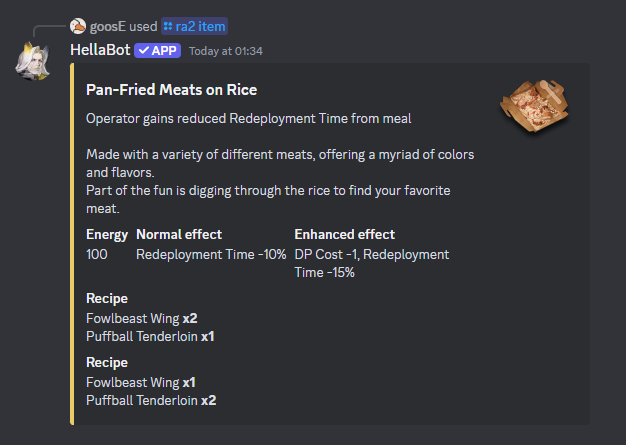 goosE used ra2 item
HellaBot ✓ APP Today at 01:34
Pan-Fried Meats on Rice
Operator gains reduced Redeployment Time from meal
Made with a variety of different meats, offering a myriad of colors
and flavors.
Part of the fun is digging through the rice to find your favorite
meat.
Energy Normal effect Enhanced effect
100 Redeployment Time -10% DP Cost -1, Redeployment
Time -15%
Recipe
Fowlbeast Wing x2
Puffball Tenderloin x1
Recipe
Fowlbeast Wing x1
Puffball Tenderloin x2